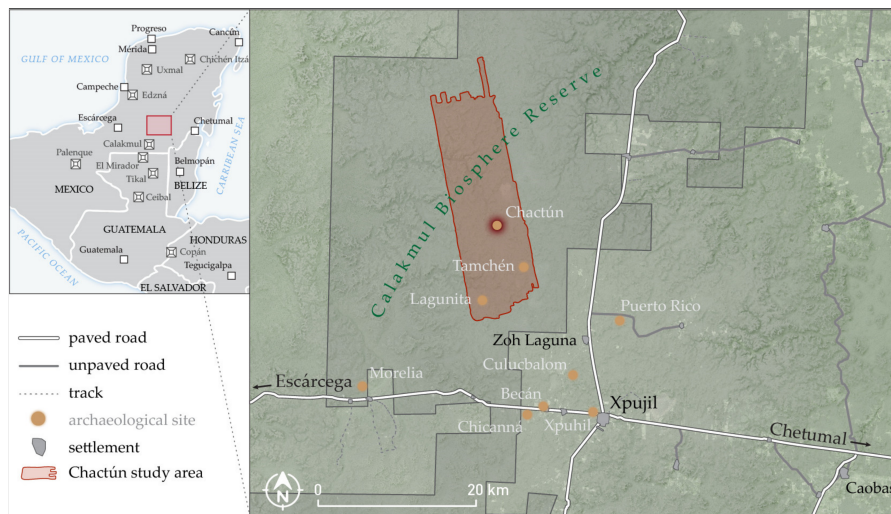 Progreso
Cancún
GULF OF MEXICO
Mérida
Chichén Itzá
Uxmal
Campeche
Edzná
Escárcega
Chetumal
CARRIBEAN SEA
Calakmul
Palenque
El Mirador
Belmopán
Tikal
MEXICO
BELIZE
Ceibal
GUATEMALA
HONDURAS
PACIFIC OCEAN
Guatemala
Copán
Tegucigalpa
EL SALVADOR
paved road
unpaved road
track
archaeological site
settlement
Chactún study area
Calakmul Biosphere Reserve
Chactún
Tamchén
Lagunita
Puerto Rico
Zoh Laguna
Culucbalom
Morelia
Escárcega
Becán
Xpujil
Chicanná
Xpuhil
Chetumal
Caobas
N
0
20 km